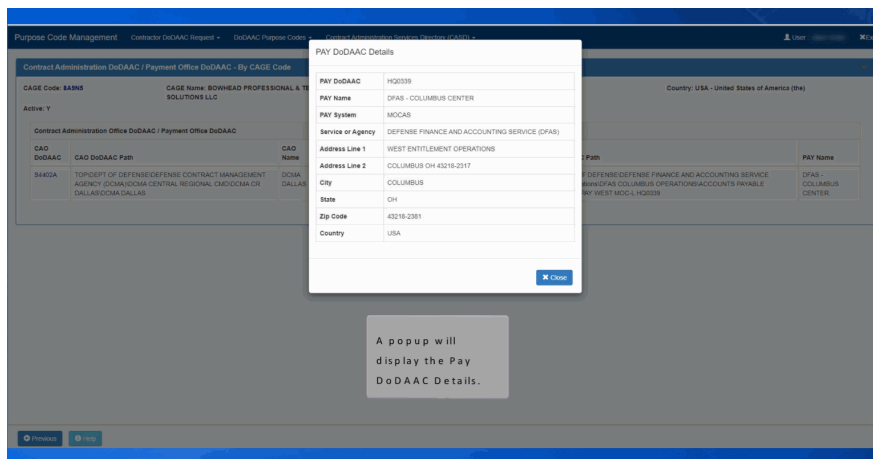 Purpose Code Management Contractor DoDAAC Request DoDAAC Purpose Codes Contract Administration Services Directory (CASD) User
Contract Administration DoDAAC / Payment Office DoDAAC - By CAGE Code
CAGE Code: 8A9N5 CAGE Name: BOWHEAD PROFESSIONAL & Country: USA - United States of America (the)
SOLUTIONS LLC
Active: Y
Contract Administration Office DoDAAC / Payment Office DoDAAC
CAO DoDAAC CAO DoDAAC Path CAO Name Path PAY Name
S4402A TOP\DEPT OF DEFENSE\DEFENSE CONTRACT MANAGEMENT DCMA DEFENSE\DEFENSE FINANCE AND ACCOUNTING SERVICE DFAS -
AGENCY (DCMA)\DCMA CENTRAL REGIONAL CMD\DCMA CR DALLAS DFAS COLUMBUS OPERATIONS\ACCOUNTS PAYABLE COLUMBUS
DALLAS\DCMA DALLAS PAY WEST MOC-L HQ0339 CENTER
PAY DoDAAC Details
PAY DoDAAC HQ0339
PAY Name DFAS - COLUMBUS CENTER
PAY System MOCAS
Service or Agency DEFENSE FINANCE AND ACCOUNTING SERVICE (DFAS)
Address Line 1 WEST ENTITLEMENT OPERATIONS
Address Line 2 COLUMBUS OH 43218-2317
City COLUMBUS
State OH
Zip Code 43218-2381
Country USA
Close
A popup will
display the Pay
DoDAAC Details.
Previous Help